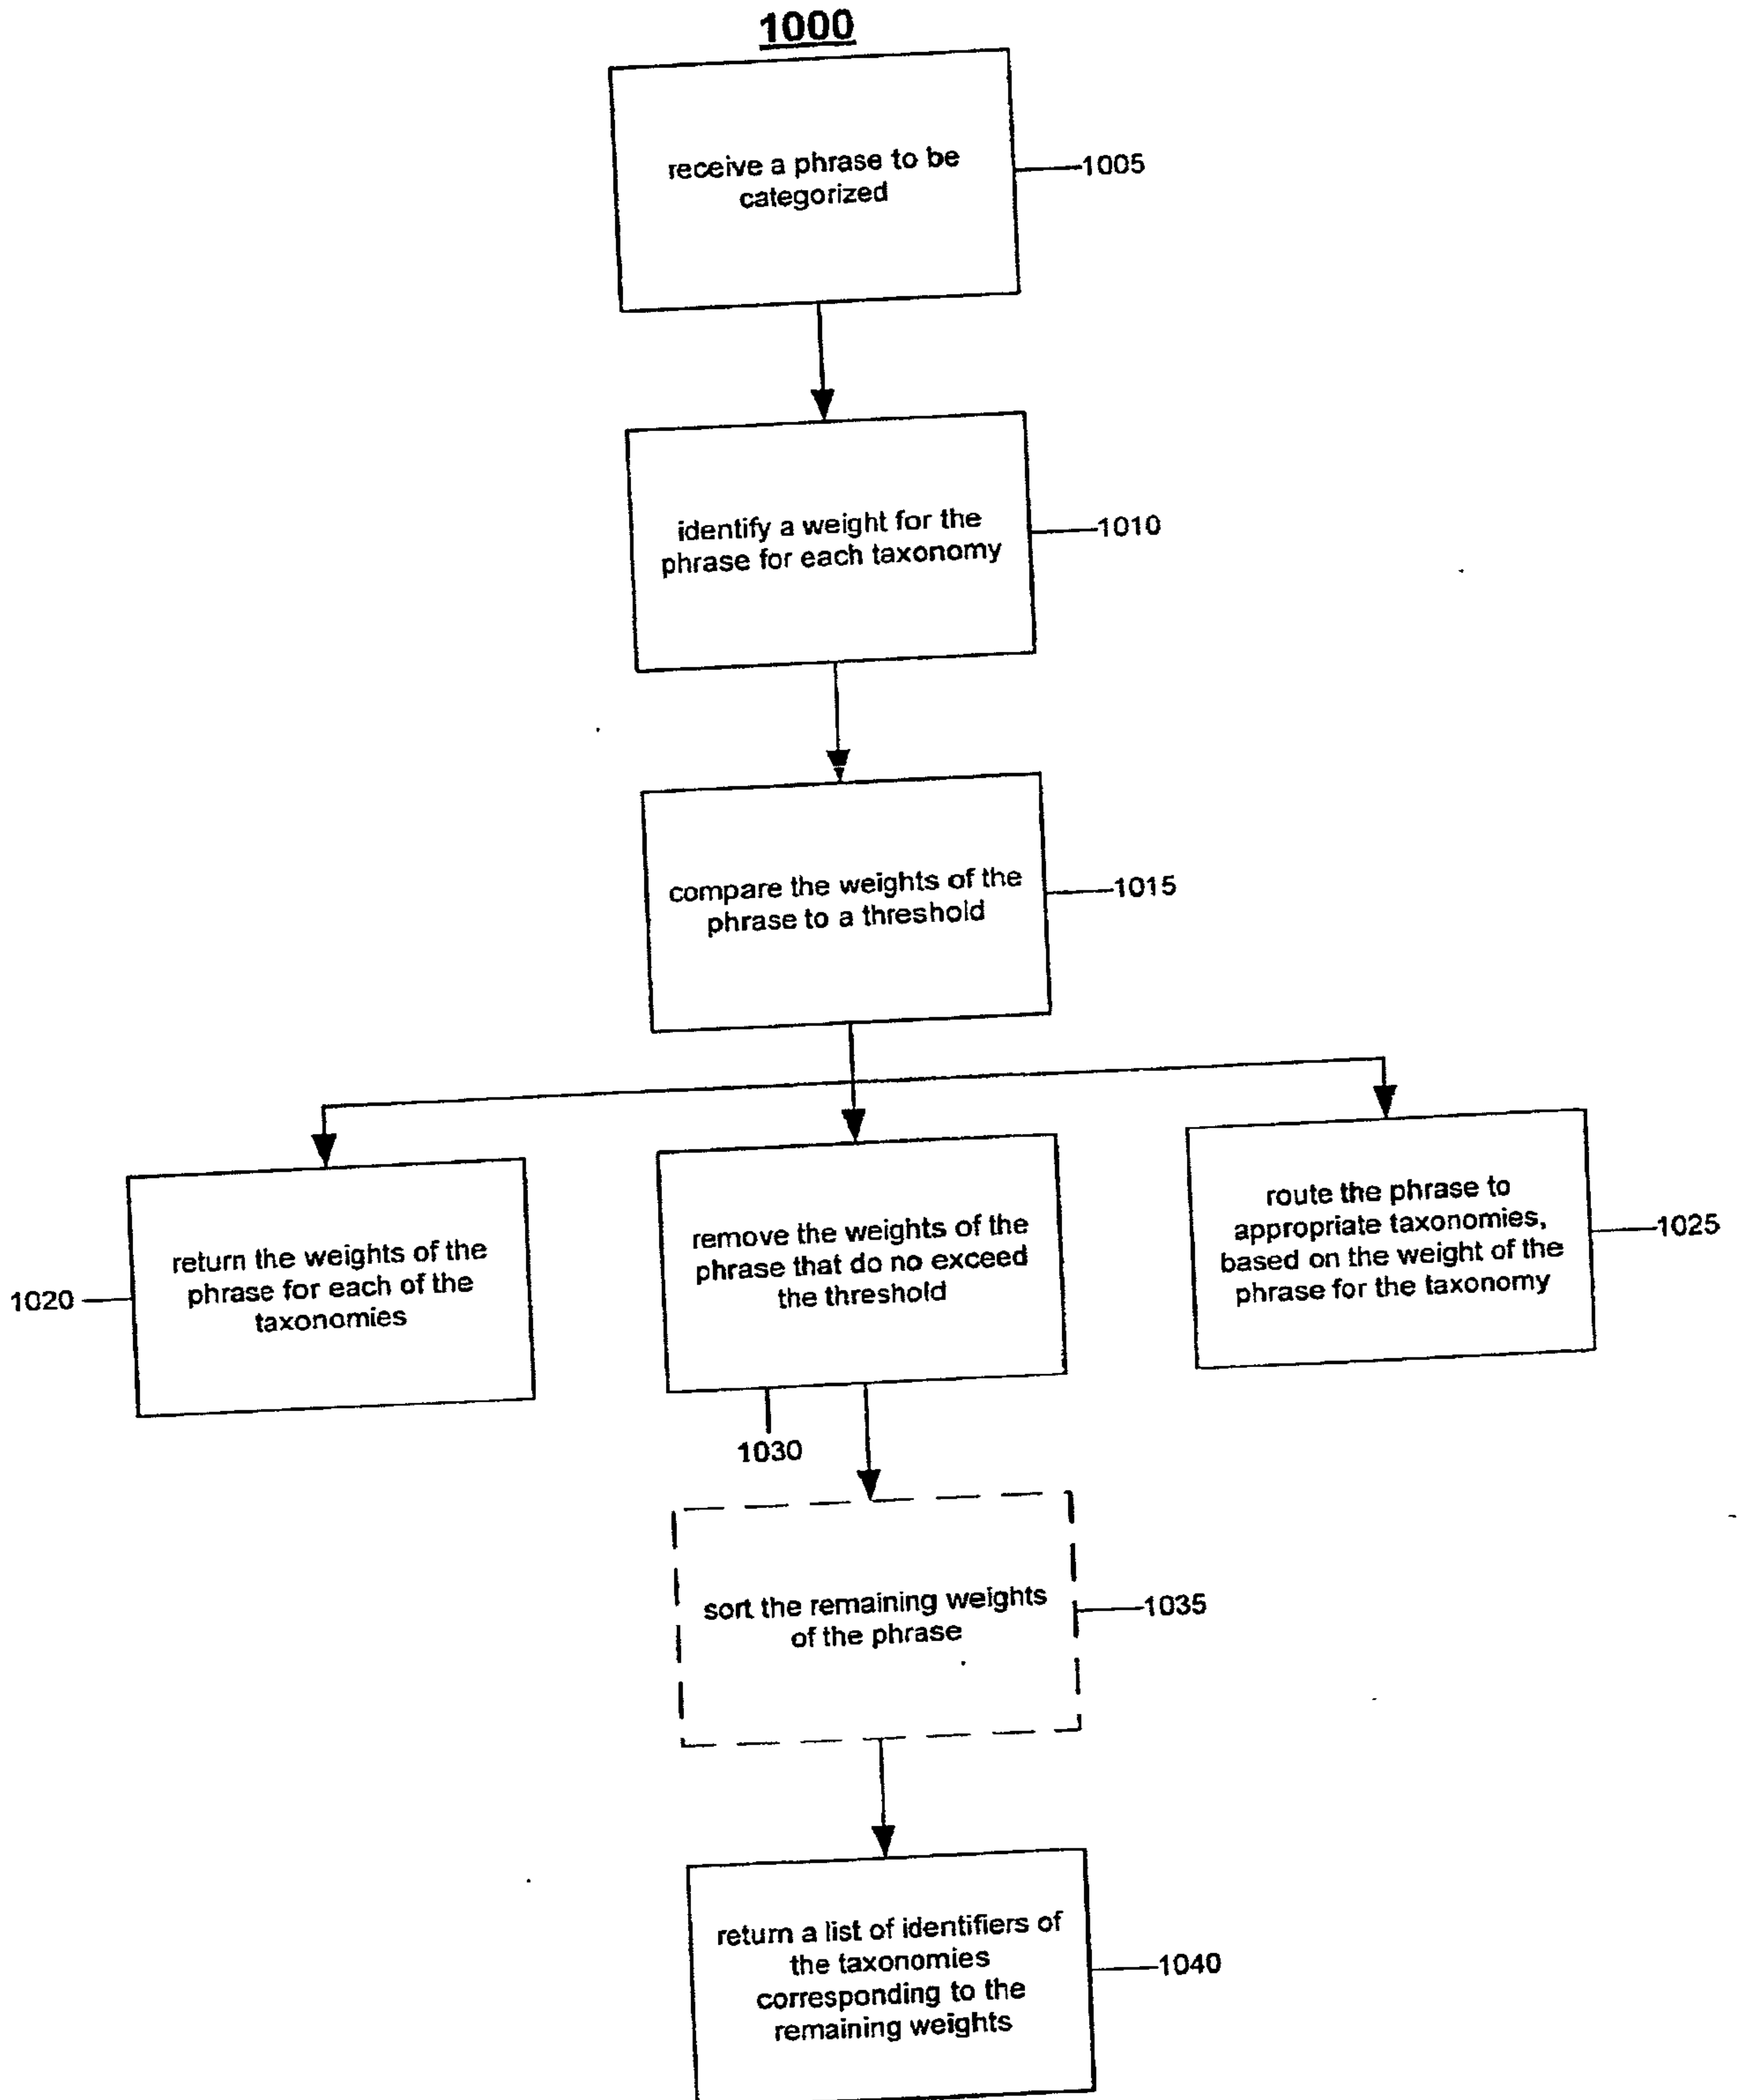 1000
receive a phrase to be
categorized
1005
identify a weight for the
phrase for each taxonomy
1010
compare the weights of the
phrase to a threshold
1015
return the weights of the
phrase for each of the
taxonomies
1020
remove the weights of the
phrase that do no exceed
the threshold
1030
route the phrase to
appropriate taxonomies,
based on the weight of the
phrase for the taxonomy
1025
sort the remaining weights
of the phrase
1035
return a list of identifiers of
the taxonomies
corresponding to the
remaining weights
1040